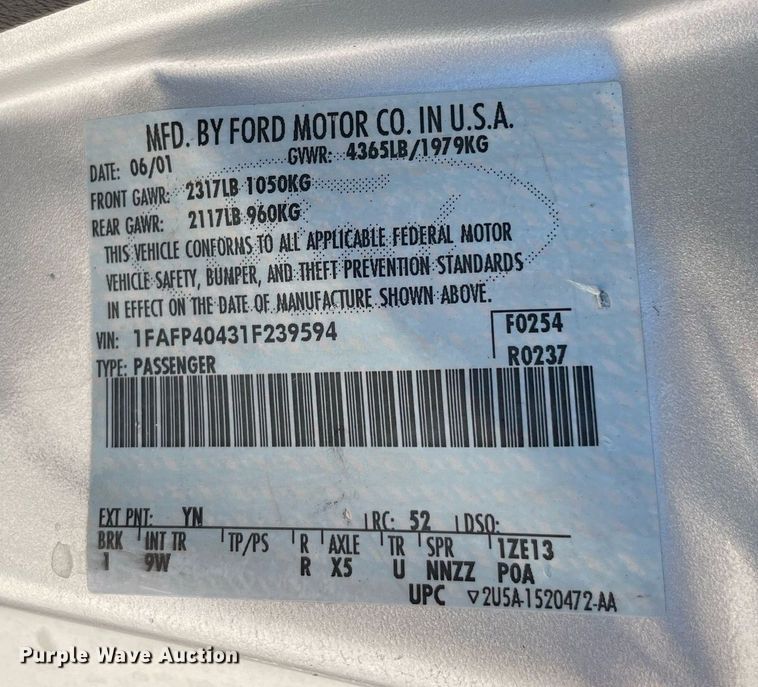 MFD. BY FORD MOTOR CO. IN U.S.A.
DATE: 06/01 GVWR: 4365LB/1979KG
FRONT GAWR: 2317LB 1050KG
REAR GAWR: 2117LB 960KG
THIS VEHICLE CONFORMS TO ALL APPLICABLE FEDERAL MOTOR
VEHICLE SAFETY, BUMPER, AND THEFT PREVENTION STANDARDS
IN EFFECT ON THE DATE OF MANUFACTURE SHOWN ABOVE.
VIN: 1FAFP40431F239594 F0254
TYPE: PASSENGER R0237
EXT PNT: YN RC: 52 DSO:
BRK INT TR TP/PS R AXLE TR SPR 1ZE13
1 9W R X5 U NNZZ POA
UPC ▽2U5A-1520472-AA
Purple Wave Auction